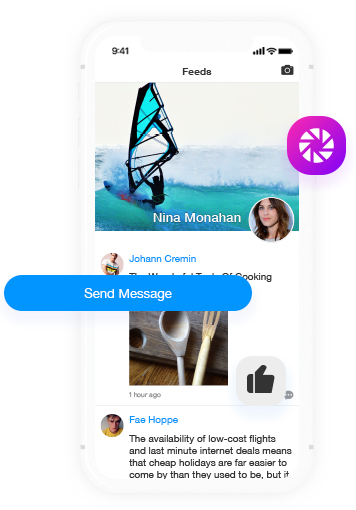 9:41
Feeds
Nina Monahan
Johann Cremin
The Wonderful Tools Of Cooking
Send Message
1 hour ago
Fae Hoppe
The availability of low-cost flights
and last minute internet deals means
that cheap holidays are far easier to
come by than they used to be, but it